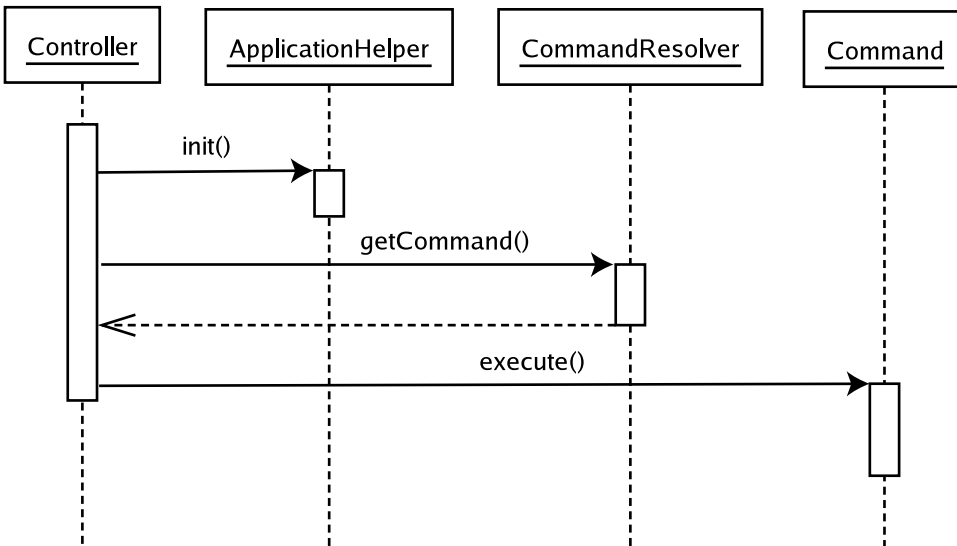 Controller
ApplicationHelper
CommandResolver
Command
init()
getCommand()
execute()